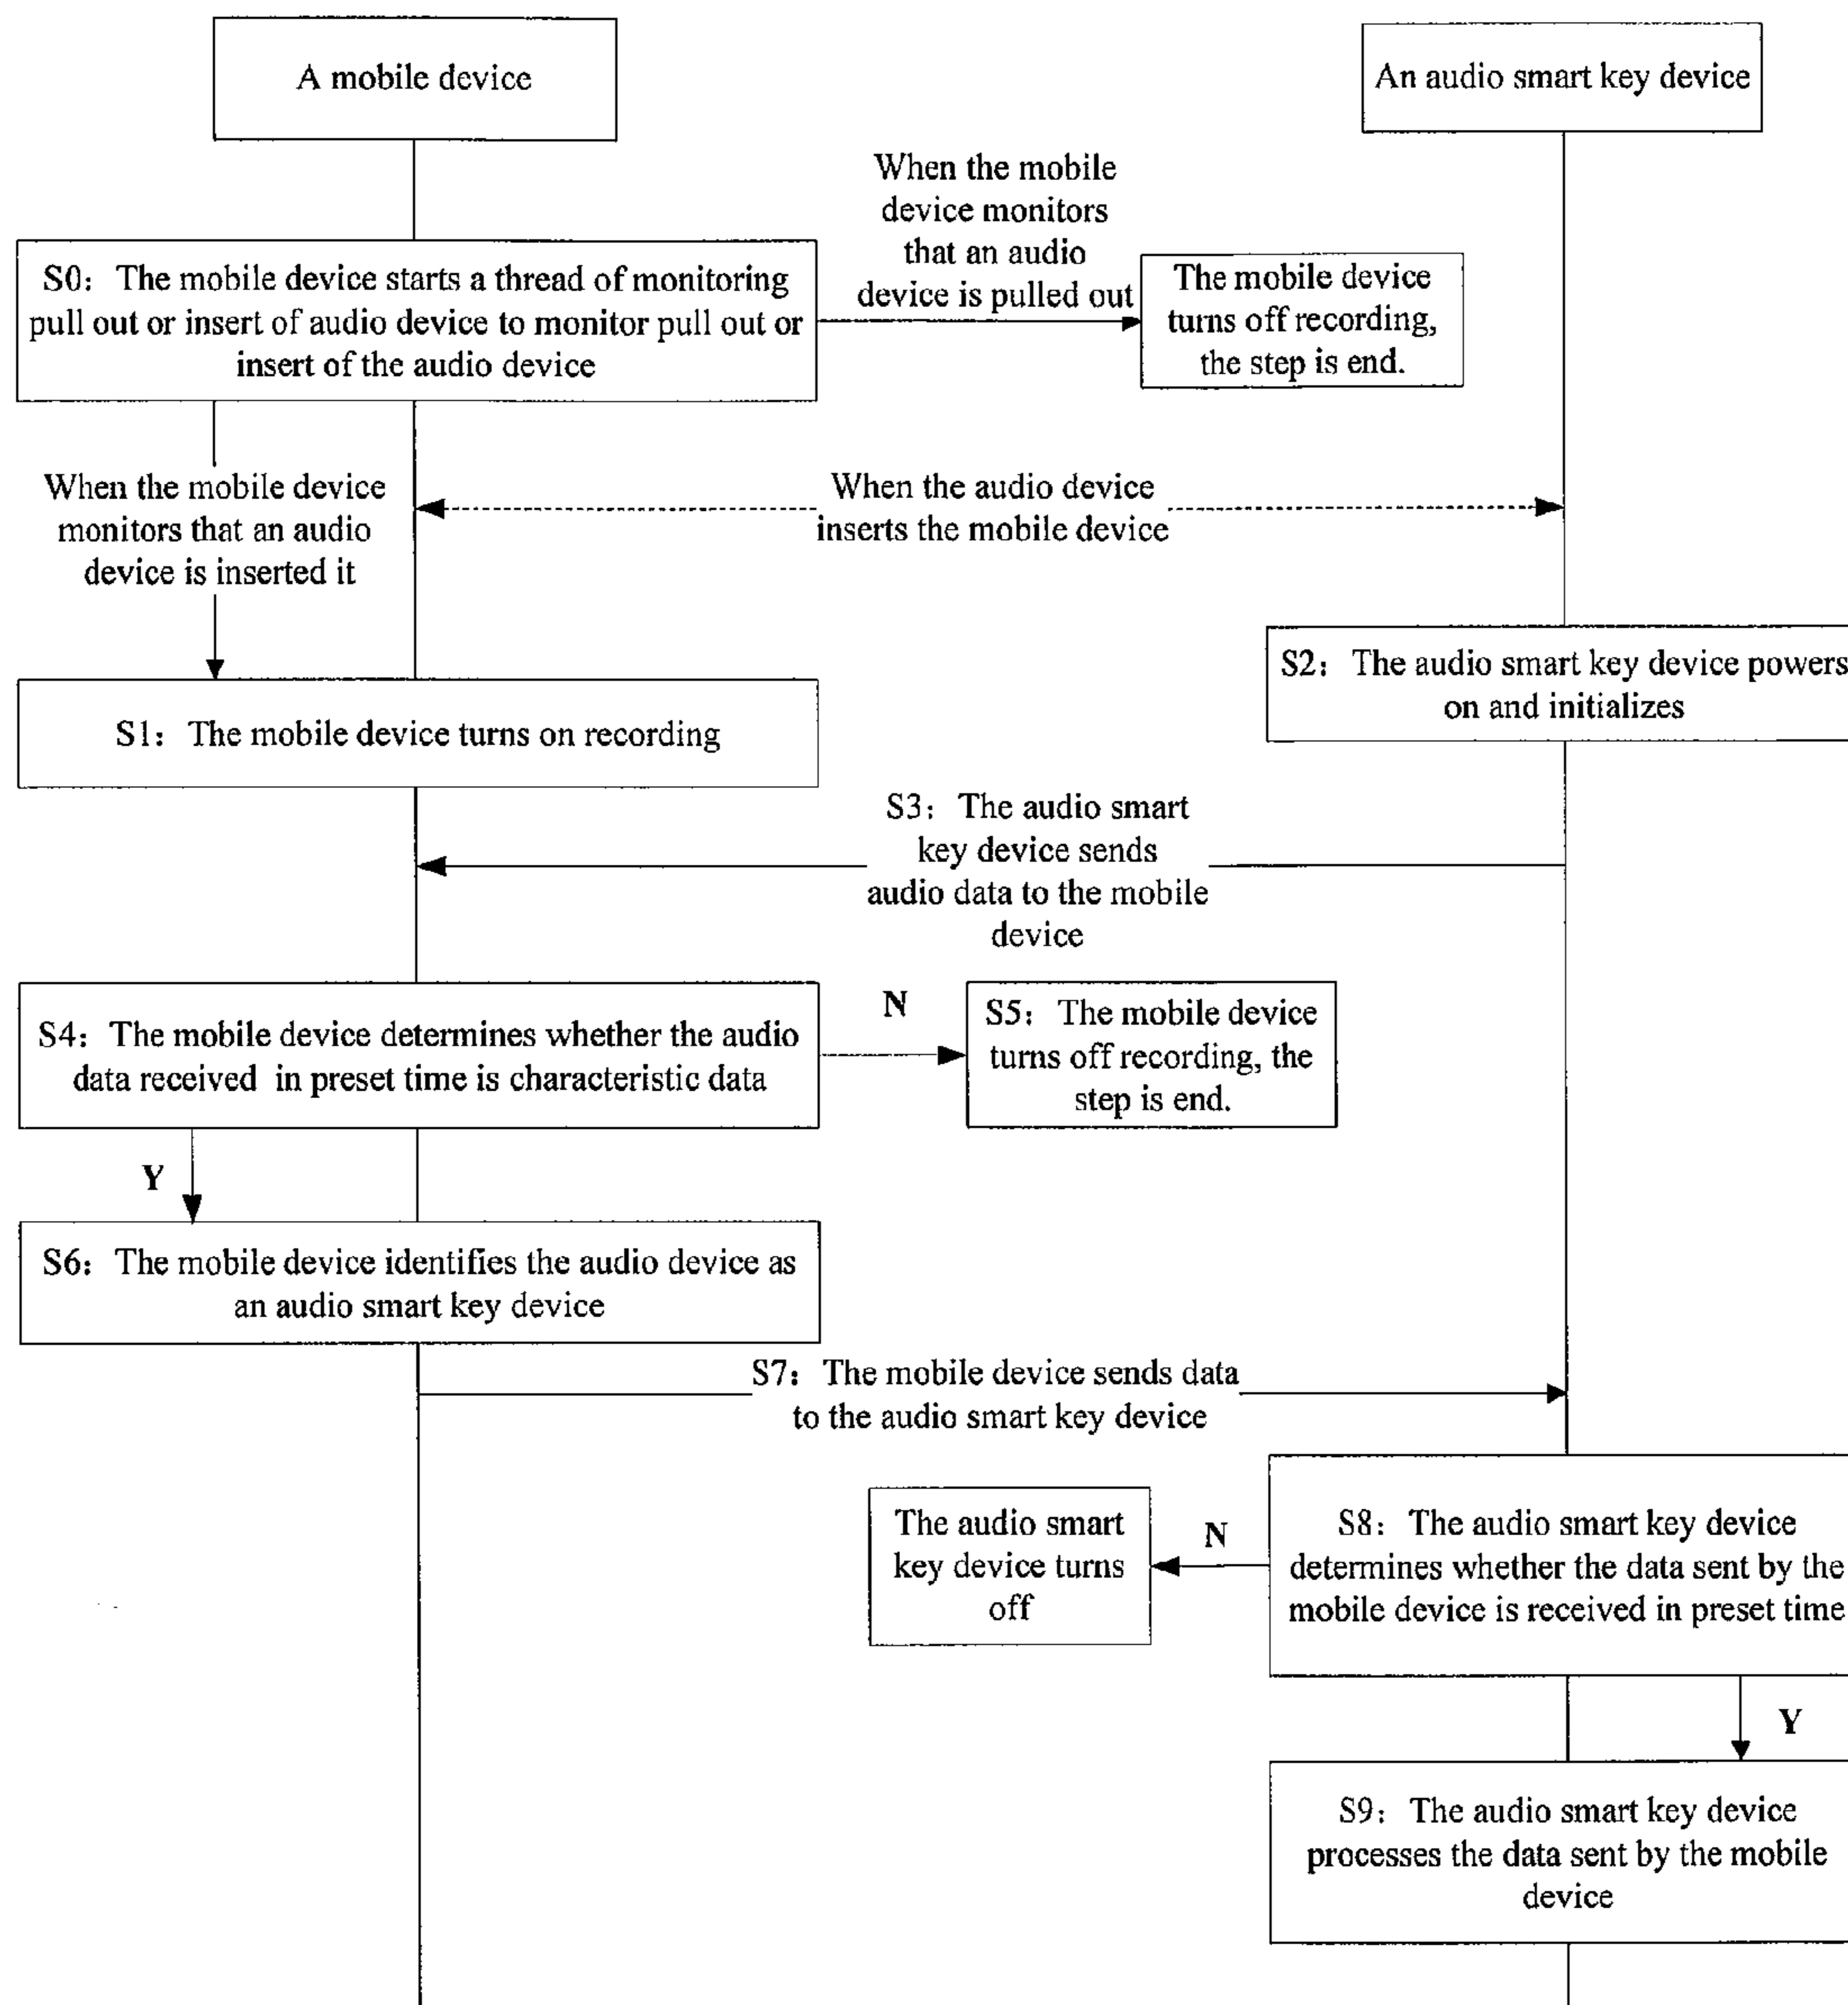 A mobile device
An audio smart key device
When the mobile
device monitors
that an audio
device is pulled out
S0：The mobile device starts a thread of monitoring
pull out or insert of audio device to monitor pull out or
insert of the audio device
The mobile device
turns off recording,
the step is end.
When the mobile device
monitors that an audio
device is inserted it
When the audio device
inserts the mobile device
S2：The audio smart key device powers
on and initializes
S1：The mobile device turns on recording
S3：The audio smart
key device sends
audio data to the mobile
device
S4：The mobile device determines whether the audio
data received in preset time is characteristic data
N
S5：The mobile device
turns off recording, the
step is end.
Y
S6：The mobile device identifies the audio device as
an audio smart key device
S7：The mobile device sends data
to the audio smart key device
S8：The audio smart key device
determines whether the data sent by the
mobile device is received in preset time
N
The audio smart
key device turns
off
Y
S9：The audio smart key device
processes the data sent by the mobile
device